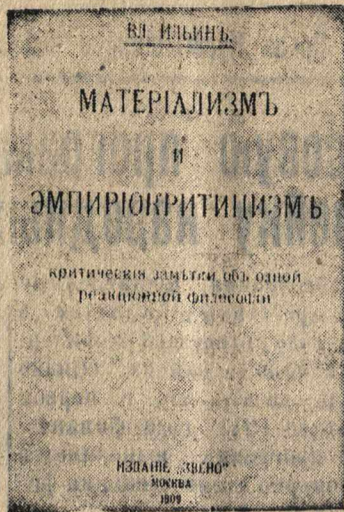 ВЛ. ИЛЬИНЪ.
МАТЕРІАЛИЗМЪ
И
ЭМПИРІОКРИТИЦИЗМЪ
критическія замѣтки объ одной
реакціонной философіи
ИЗДАНІЕ „ЗВЕНО"
МОСКВА
1909